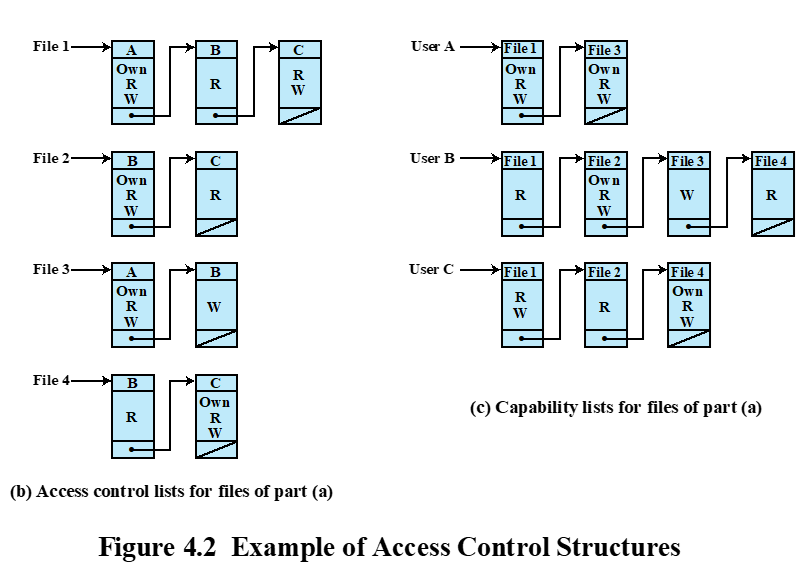 File 1
A
Own
R
W
B
R
C
R
W
File 2
B
Own
R
W
C
R
File 3
A
Own
R
W
B
W
File 4
B
R
C
Own
R
W
(b) Access control lists for files of part (a)
User A
File 1
Own
R
W
File 3
Own
R
W
User B
File 1
R
File 2
Own
R
W
File 3
W
File 4
R
User C
File 1
R
W
File 2
R
File 4
Own
R
W
(c) Capability lists for files of part (a)
Figure 4.2 Example of Access Control Structures